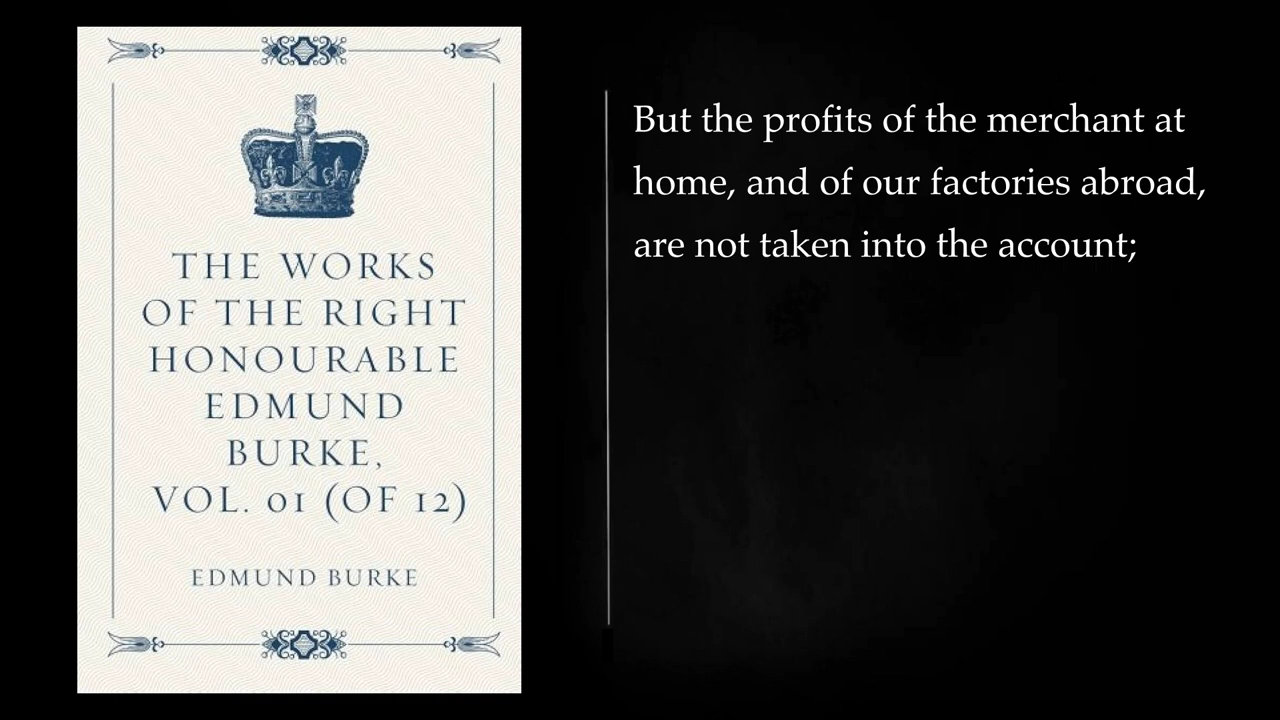 THE WORKS
OF THE RIGHT
HONOURABLE
EDMUND
BURKE,
VOL. 01 (OF 12)
EDMUND BURKE
But the profits of the merchant at
home, and of our factories abroad,
are not taken into the account;